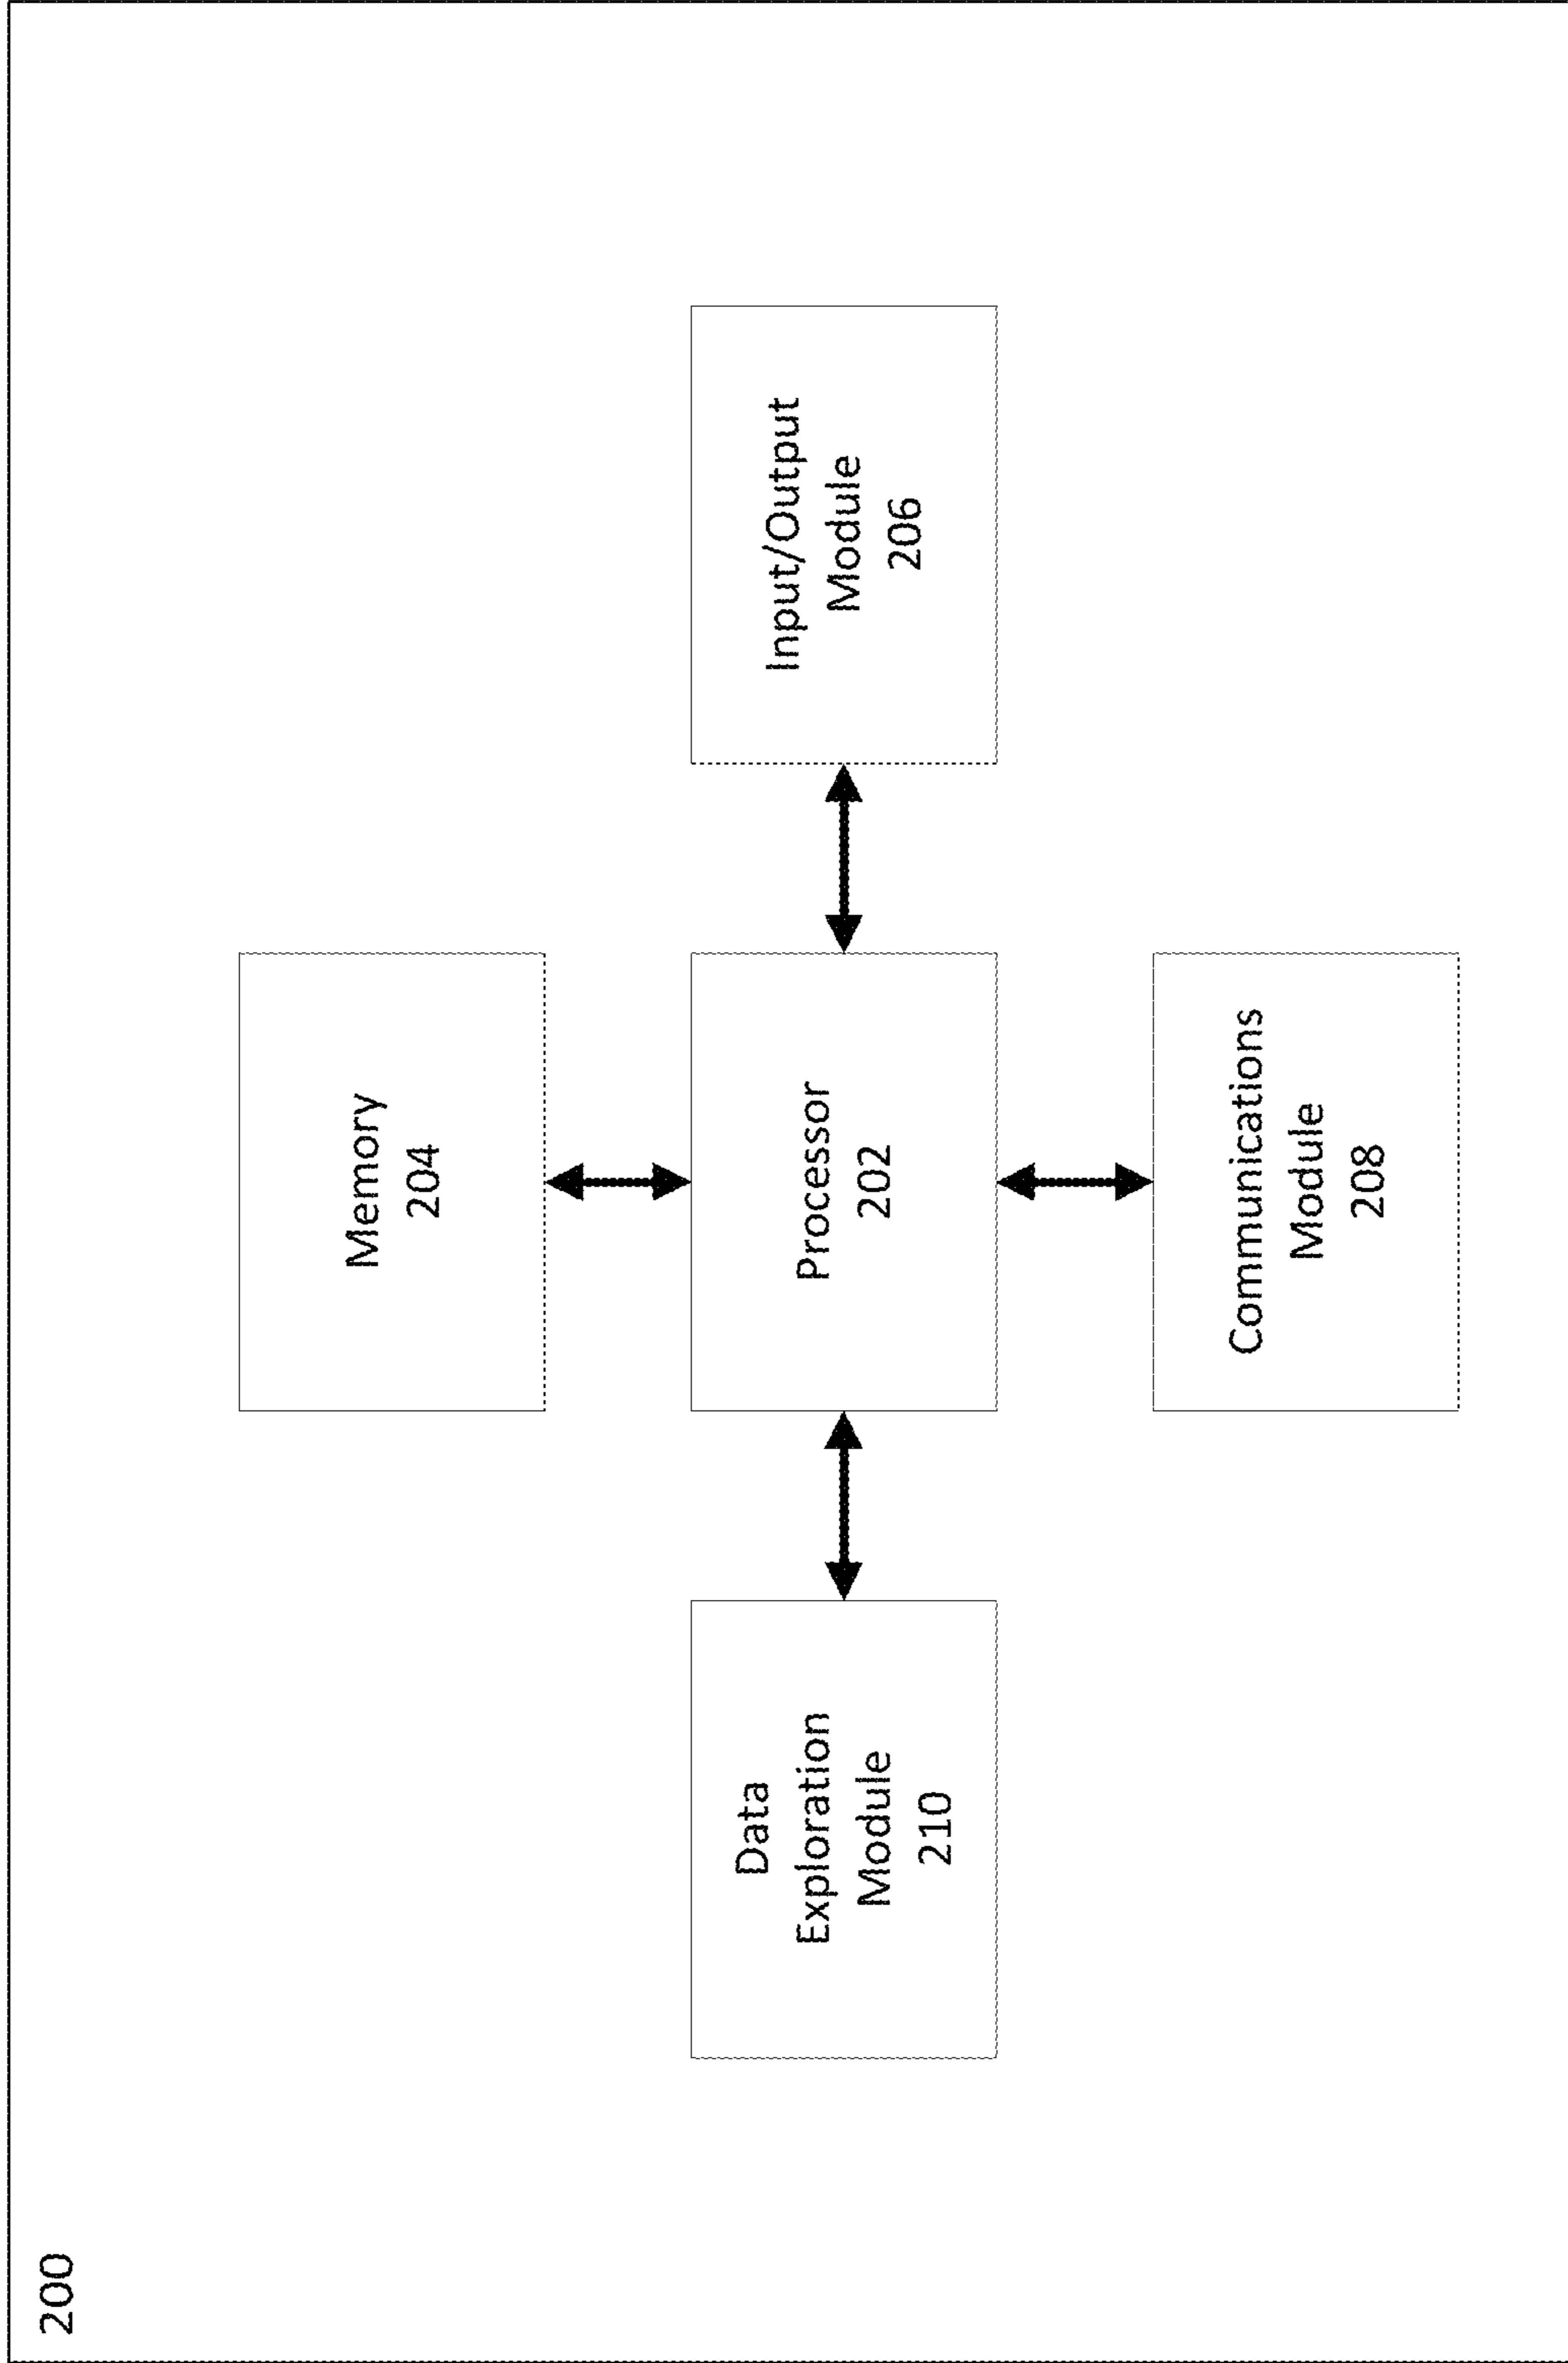 200
Memory
204
Data
Exploration
Module
210
Processor
202
Input/Output
Module
206
Communications
Module
208